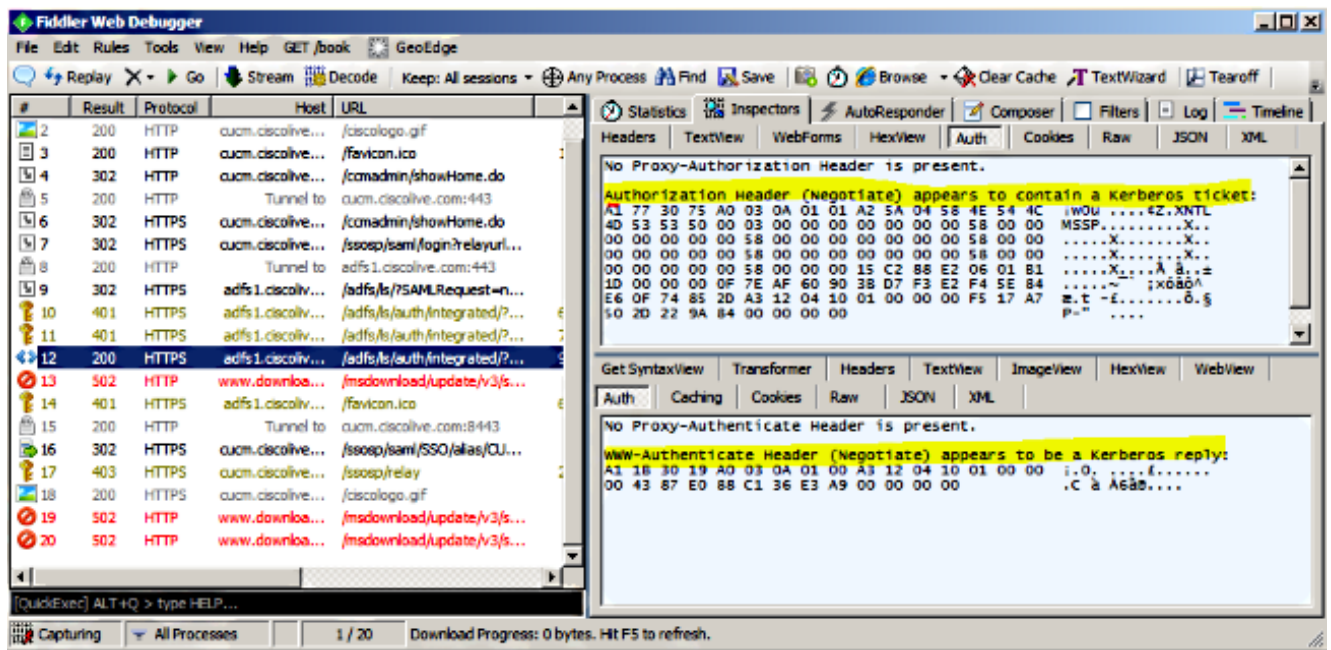 Fiddler Web Debugger
File Edit Rules Tools View Help GET /book GeoEdge
Replay Go Stream Decode Keep: All sessions Any Process Find Save Browse Clear Cache TextWizard Tearoff
# Result Protocol Host URL
2 200 HTTP cucm.ciscolive... /ciscologo.gif
3 200 HTTP cucm.ciscolive... /favicon.ico
4 302 HTTP cucm.ciscolive... /ccmadmin/showHome.do
5 200 HTTP Tunnel to cucm.ciscolive.com:443
6 302 HTTPS cucm.ciscolive... /ccmadmin/showHome.do
7 302 HTTPS cucm.ciscolive... /ssosp/saml/login?relayurl...
8 200 HTTP Tunnel to adfs1.ciscolive.com:443
9 302 HTTPS adfs1.ciscoliv... /adfs/ls/?SAMLRequest=n...
10 401 HTTPS adfs1.ciscoliv... /adfs/ls/auth/integrated/?...
11 401 HTTPS adfs1.ciscoliv... /adfs/ls/auth/integrated/?...
12 200 HTTPS adfs1.ciscoliv... /adfs/ls/auth/integrated/?...
13 502 HTTP www.downloa... /msdownload/update/v3/s...
14 401 HTTPS adfs1.ciscoliv... /favicon.ico
15 200 HTTP Tunnel to cucm.ciscolive.com:8443
16 302 HTTPS cucm.ciscolive... /ssosp/saml/SSO/alias/CU...
17 403 HTTPS cucm.ciscolive... /ssosp/relay
18 200 HTTPS cucm.ciscolive... /ciscologo.gif
19 502 HTTP www.downloa... /msdownload/update/v3/s...
20 502 HTTP www.downloa... /msdownload/update/v3/s...
[QuickExec] ALT+Q > type HELP...
Statistics Inspectors AutoResponder Composer Filters Log Timeline
Headers TextView WebForms HexView Auth Cookies Raw JSON XML
No Proxy-Authorization Header is present.
Authorization Header (Negotiate) appears to contain a Kerberos ticket:
A1 77 30 75 A0 03 0A 01 01 A2 5A 04 58 4E 54 4C
4D 53 53 50 00 03 00 00 00 00 00 00 00 58 00 00 MSSP.........X..
00 00 00 00 00 58 00 00 00 00 00 00 00 58 00 00 .....X.......X..
00 00 00 00 00 58 00 00 00 00 00 00 00 58 00 00 .....X.......X..
00 00 00 00 00 58 00 00 00 15 C2 88 E2 06 01 B1
1D 00 00 00 0F 7E AF 60 90 3B D7 F3 E2 F4 5E 84
E6 0F 74 85 2D A3 12 04 10 01 00 00 00 F5 17 A7
50 2D 22 9A 84 00 00 00 00
Get SyntaxView Transformer Headers TextView ImageView HexView WebView
Auth Caching Cookies Raw JSON XML
No Proxy-Authenticate Header is present.
WWW-Authenticate Header (Negotiate) appears to be a Kerberos reply:
A1 1B 30 19 A0 03 0A 01 00 A3 12 04 10 01 00 00
00 43 87 E0 88 C1 36 E3 A9 00 00 00 00
Capturing All Processes 1 / 20 Download Progress: 0 bytes. Hit F5 to refresh.